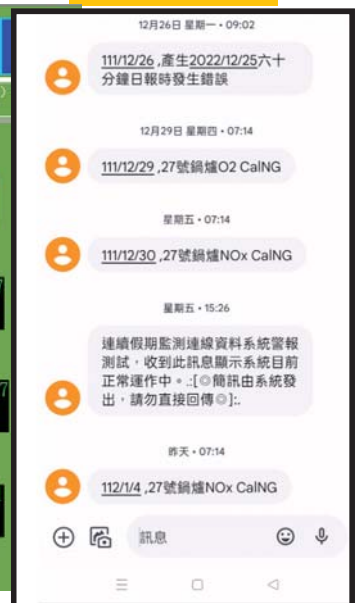 12月26日 星期一・09:02
111/12/26 ,產生2022/12/25六十
分鐘日報時發生錯誤
12月29日 星期四・07:14
111/12/29 ,27號鍋爐O2 CalNG
星期五・07:14
111/12/30 ,27號鍋爐NOx CalNG
星期五・15:26
連續假期監測連線資料系統警報
測試，收到此訊息顯示系統目前
正常運作中。.:[◎簡訊由系統發
出，請勿直接回傳◎]:.
昨天・07:14
112/1/4 ,27號鍋爐NOx CalNG
訊息